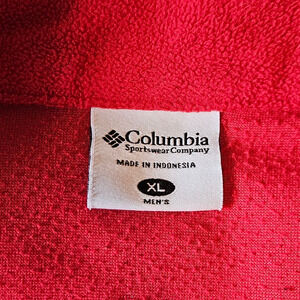 Columbia
Sportswear Company
MADE IN INDONESIA
XL
MEN'S